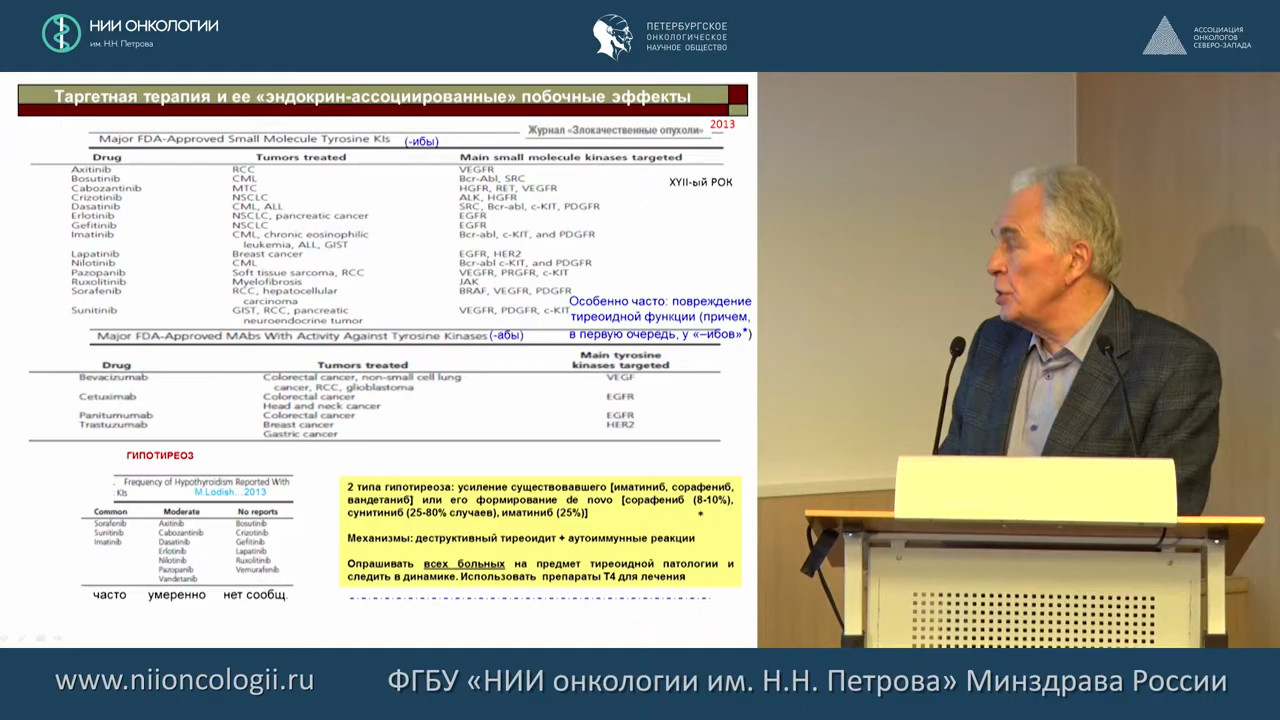 НИИ ОНКОЛОГИИ
им. Н.Н. Петрова
ПЕТЕРБУРГСКОЕ
ОНКОЛОГИЧЕСКОЕ
НАУЧНОЕ ОБЩЕСТВО
АССОЦИАЦИЯ
ОНКОЛОГОВ
СЕВЕРО-ЗАПАДА
Таргетная терапия и ее «эндокрин-ассоциированные» побочные эффекты
2013
Журнал «Злокачественные опухоли»
Major FDA-Approved Small Molecule Tyrosine KIs (-ибы)
Drug Tumors treated Main small molecule kinases targeted
Axitinib RCC VEGFR
Bosutinib CML Bcr-Abl, SRC
XYII-ый РОК
Cabozantinib MTC HGFR, RET, VEGFR
Crizotinib NSCLC ALK, HGFR
Dasatinib CML, ALL SRC, Bcr-abl, c-KIT, PDGFR
Erlotinib NSCLC, pancreatic cancer EGFR
Gefitinib NSCLC EGFR
Imatinib CML, chronic eosinophilic Bcr-abl, c-KIT, and PDGFR
leukemia, ALL, GIST
Lapatinib Breast cancer EGFR, HER2
Nilotinib CML Bcr-abl c-KIT, and PDGFR
Pazopanib Soft tissue sarcoma, RCC VEGFR, PRGFR, c-KIT
Ruxolitinib Myelofibrosis JAK
Sorafenib RCC, hepatocellular BRAF, VEGFR, PDGFR
carcinoma
Sunitinib GIST, RCC, pancreatic VEGFR, PDGFR, c-KIT
neuroendocrine tumor
Особенно часто: повреждение
тиреоидной функции (причем,
в первую очередь, у «–ибов»*)
Major FDA-Approved MAbs With Activity Against Tyrosine Kinases (-абы)
Main tyrosine
Drug Tumors treated kinases targeted
Bevacizumab Colorectal cancer, non-small cell lung VEGF
cancer, RCC, glioblastoma
Cetuximab Colorectal cancer EGFR
Head and neck cancer
Panitumumab Colorectal cancer EGFR
Trastuzumab Breast cancer HER2
Gastric cancer
ГИПОТИРЕОЗ
. Frequency of Hypothyroidism Reported With
KIs M.Lodish...2013
Common Moderate No reports
Sorafenib Axitinib Bosutinib
Sunitinib Cabozantinib Crizotinib
Imatinib Dasatinib Gefitinib
Erlotinib Lapatinib
Nilotinib Ruxolitinib
Pazopanib Vemurafenib
Vandetanib
часто умеренно нет сообщ.
2 типа гипотиреоза: усиление существовавшего [иматиниб, сорафениб,
вандетаниб] или его формирование de novo [сорафениб (8-10%),
сунитиниб (25-80% случаев), иматиниб (25%)]
*
Механизмы: деструктивный тиреоидит + аутоиммунные реакции
Опрашивать всех больных на предмет тиреоидной патологии и
следить в динамике. Использовать препараты Т4 для лечения
www.niioncologii.ru
ФГБУ «НИИ онкологии им. Н.Н. Петрова» Минздрава России